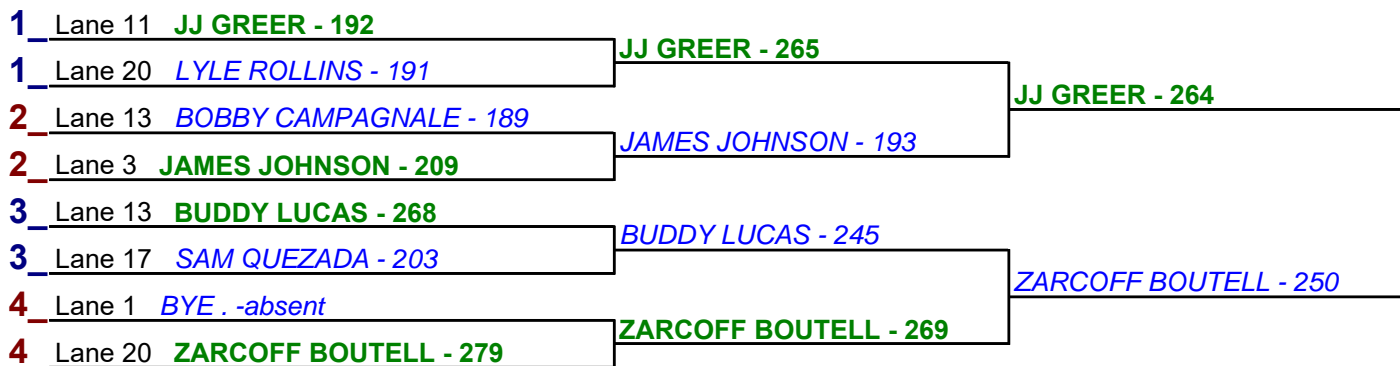 1_ Lane 11 JJ GREER - 192
JJ GREER - 265
1_ Lane 20 LYLE ROLLINS - 191
JJ GREER - 264
2_ Lane 13 BOBBY CAMPAGNALE - 189
JAMES JOHNSON - 193
2_ Lane 3 JAMES JOHNSON - 209
3_ Lane 13 BUDDY LUCAS - 268
BUDDY LUCAS - 245
3_ Lane 17 SAM QUEZADA - 203
ZARCOFF BOUTELL - 250
4_ Lane 1 BYE . -absent
ZARCOFF BOUTELL - 269
4 Lane 20 ZARCOFF BOUTELL - 279